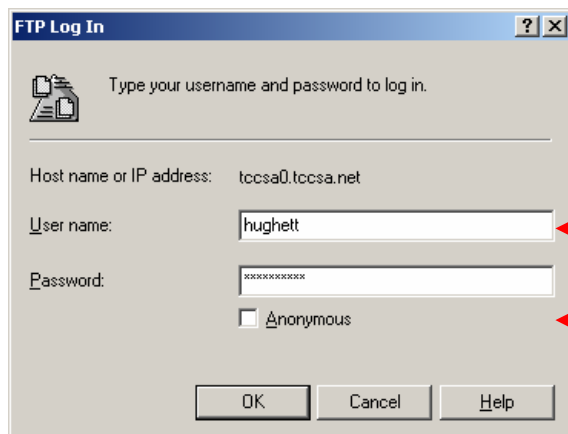 FTP Log In
Type your username and password to log in.
Host name or IP address: tccsa0.tccsa.net
User name: hughett
Password: **********
Anonymous
OK Cancel Help